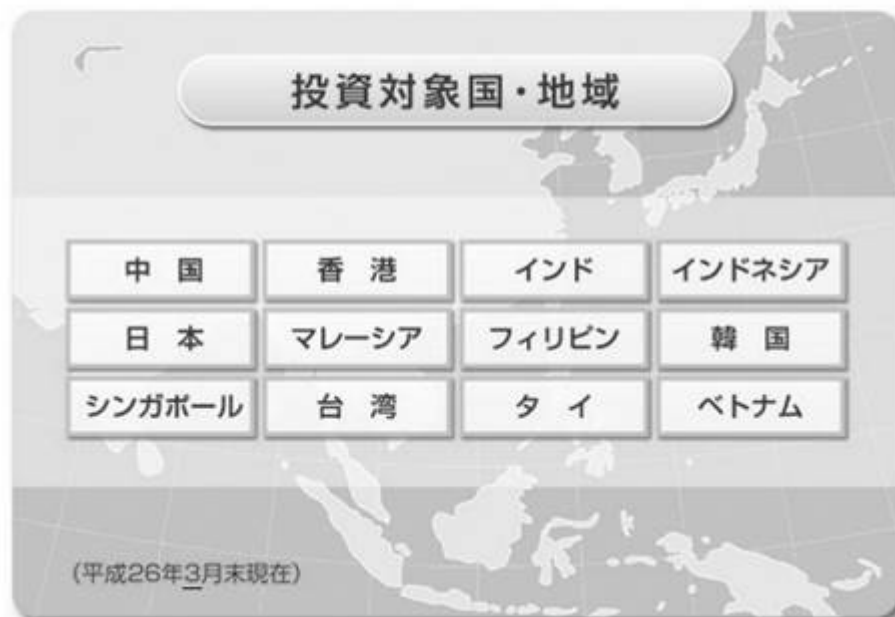 投資対象国・地域
中 国 香 港 インド インドネシア
日 本 マレーシア フィリピン 韓 国
シンガポール 台 湾 タ イ ベトナム
(平成26年3月末現在)